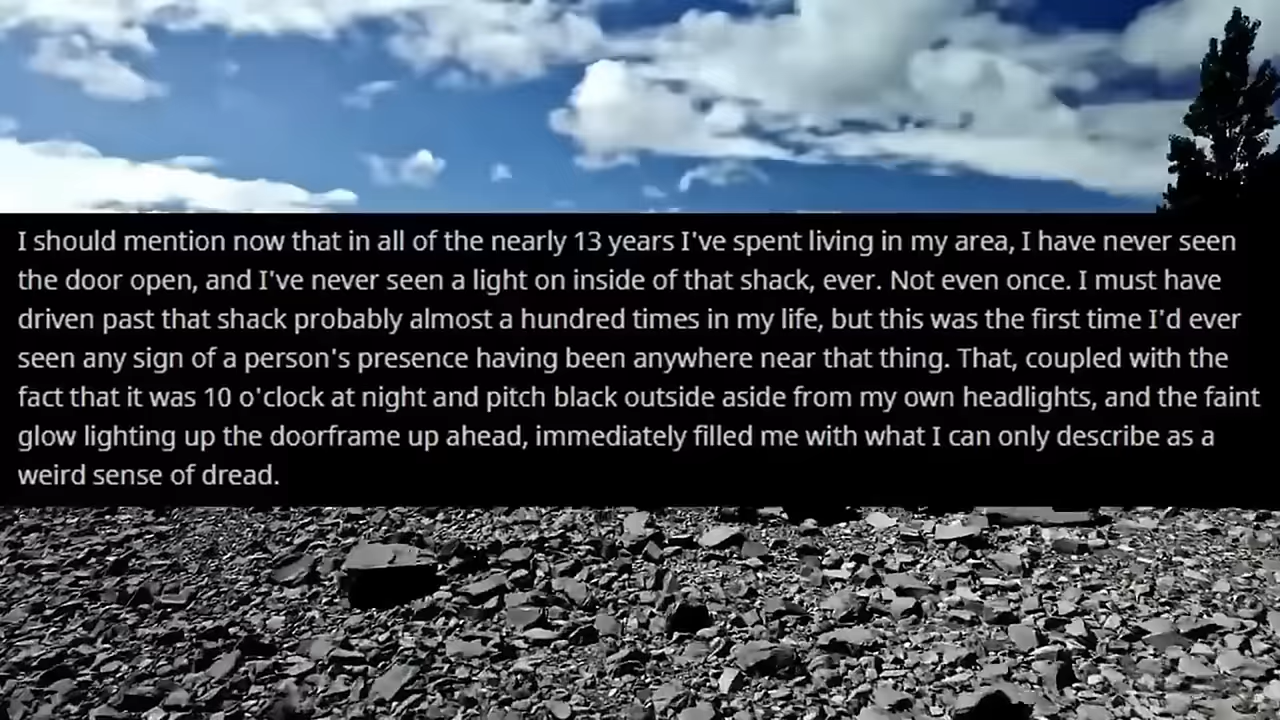 I should mention now that in all of the nearly 13 years I've spent living in my area, I have never seen
the door open, and I've never seen a light on inside of that shack, ever. Not even once. I must have
driven past that shack probably almost a hundred times in my life, but this was the first time I'd ever
seen any sign of a person's presence having been anywhere near that thing. That, coupled with the
fact that it was 10 o'clock at night and pitch black outside aside from my own headlights, and the faint
glow lighting up the doorframe up ahead, immediately filled me with what I can only describe as a
weird sense of dread.